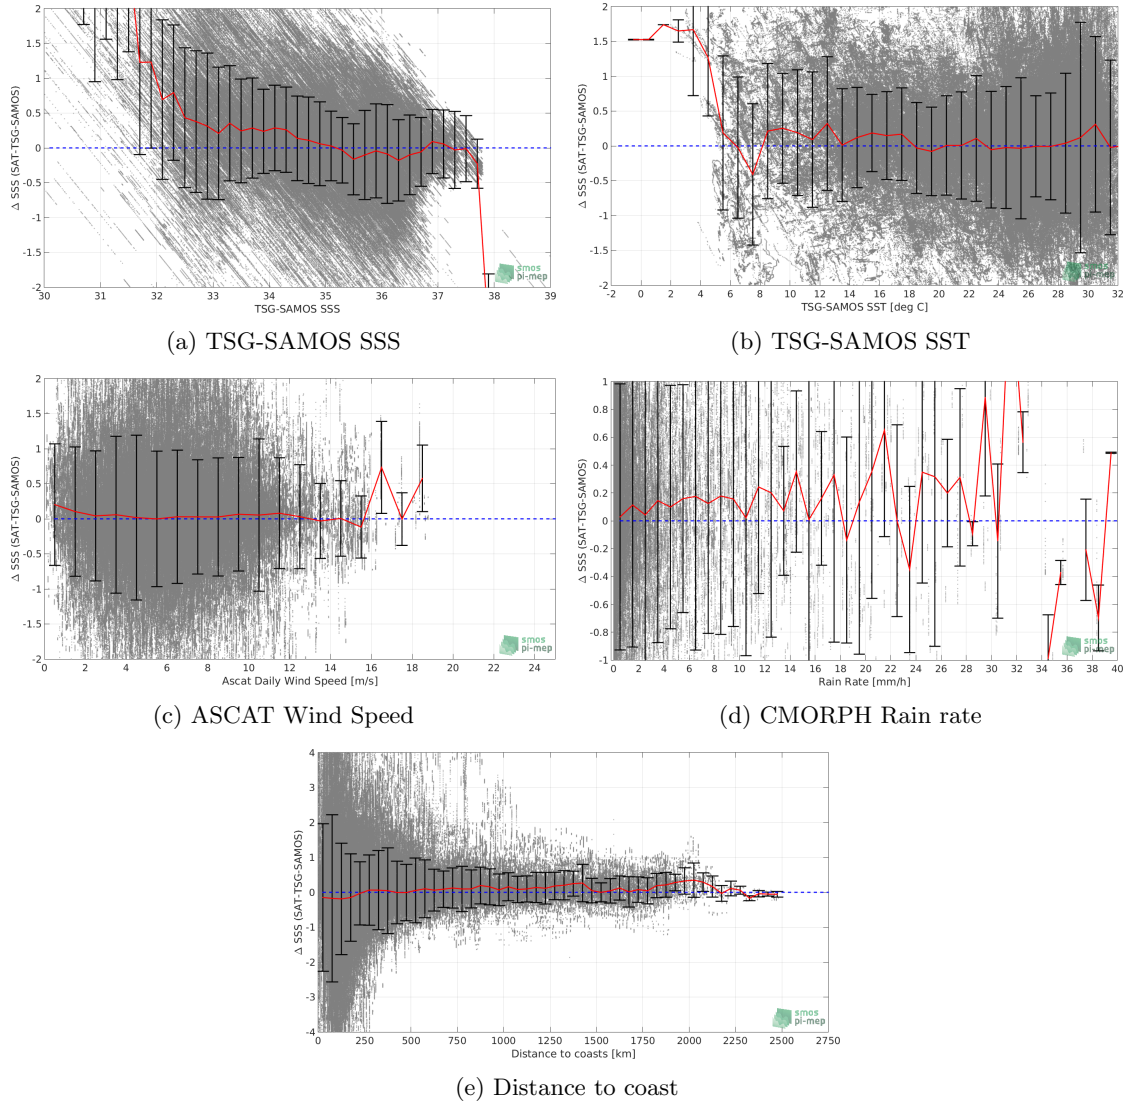 2
1.5
1
0.5
0
-0.5
-1
-1.5
-2
Δ SSS (SAT-TSG-SAMOS)
30 31 32 33 34 35 36 37 38 39
TSG-SAMOS SSS
smos
pi-mep
(a) TSG-SAMOS SSS
2
1.5
1
0.5
0
-0.5
-1
-1.5
-2
Δ SSS (SAT-TSG-SAMOS)
-2 0 2 4 6 8 10 12 14 16 18 20 22 24 26 28 30 32
TSG-SAMOS SST [deg C]
smos
pi-mep
(b) TSG-SAMOS SST
2
1.5
1
0.5
0
-0.5
-1
-1.5
-2
Δ SSS (SAT-TSG-SAMOS)
0 2 4 6 8 10 12 14 16 18 20 22 24
Ascat Daily Wind Speed [m/s]
smos
pi-mep
(c) ASCAT Wind Speed
1
0.8
0.6
0.4
0.2
0
-0.2
-0.4
-0.6
-0.8
-1
Δ SSS (SAT-TSG-SAMOS)
0 2 4 6 8 10 12 14 16 18 20 22 24 26 28 30 32 34 36 38 40
Rain Rate [mm/h]
smos
pi-mep
(d) CMORPH Rain rate
4
3
2
1
0
-1
-2
-3
-4
Δ SSS (SAT-TSG-SAMOS)
0 250 500 750 1000 1250 1500 1750 2000 2250 2500 2750
Distance to coasts [km]
smos
pi-mep
(e) Distance to coast